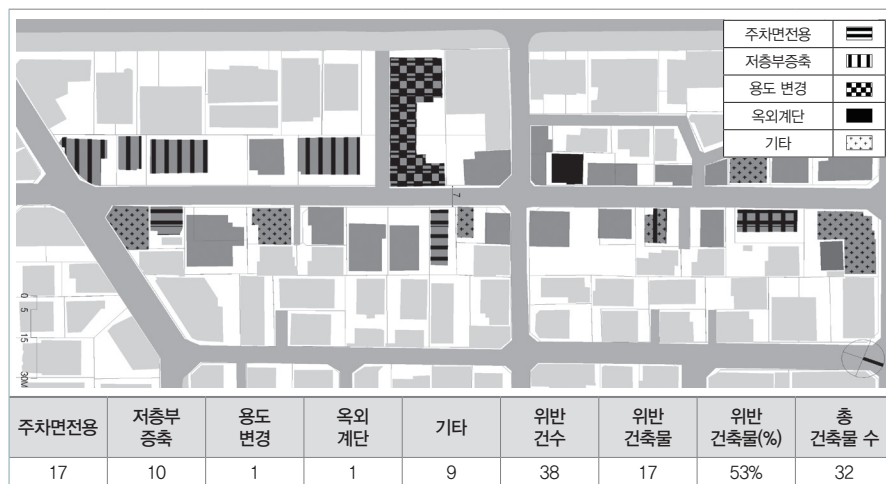 주차면전용
저층부증축
용도 변경
옥외계단
기타
7
0
5
15
30M
주차면전용 저층부 증축 용도 변경 옥외 계단 기타 위반 건수 위반 건축물 위반 건축물(%) 총 건축물 수
17 10 1 1 9 38 17 53% 32